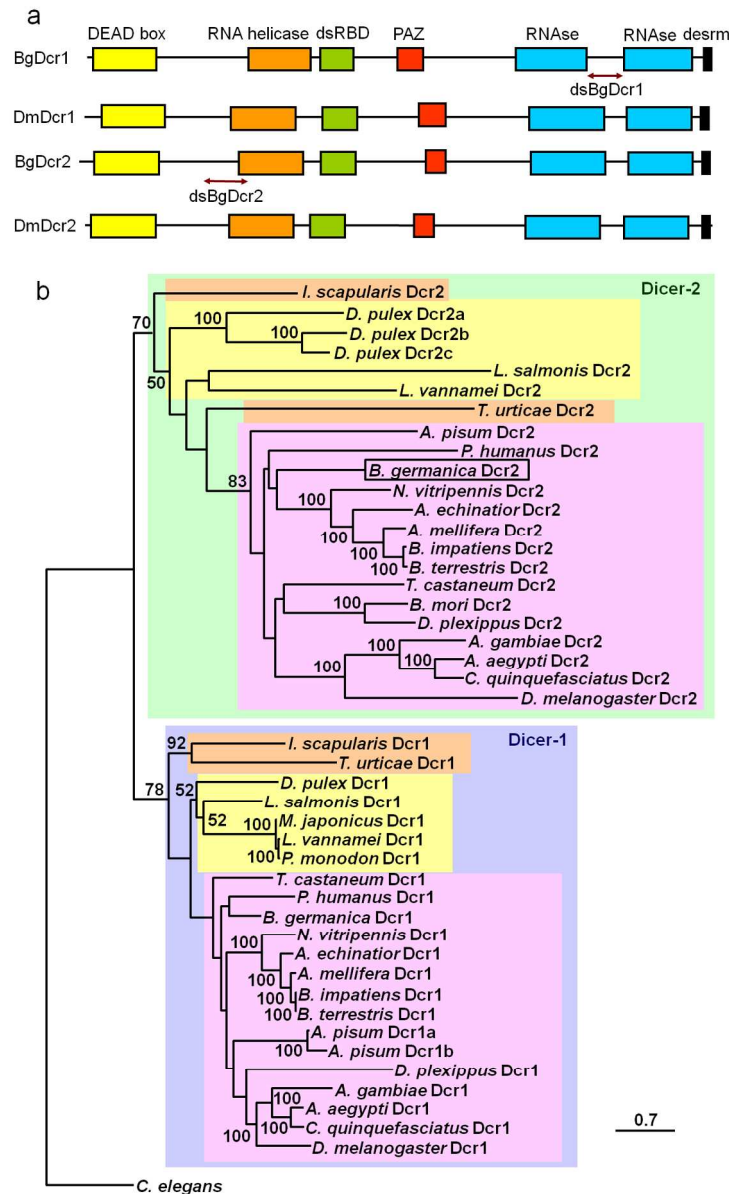 a
DEAD box RNA helicase dsRBD PAZ RNAse RNAse desrm
BgDcr1
dsBgDcr1
DmDcr1
BgDcr2
dsBgDcr2
DmDcr2
b
Dicer-2
I. scapularis Dcr2
70
100 D. pulex Dcr2a
100 D. pulex Dcr2b
D. pulex Dcr2c
50
L. salmonis Dcr2
L. vannamei Dcr2
T. urticae Dcr2
A. pisum Dcr2
P. humanus Dcr2
83 B. germanica Dcr2
100 N. vitripennis Dcr2
A. echinatior Dcr2
100 A. mellifera Dcr2
100 B. impatiens Dcr2
100 B. terrestris Dcr2
T. castaneum Dcr2
100 B. mori Dcr2
D. plexippus Dcr2
100 A. gambiae Dcr2
100 100 A. aegypti Dcr2
C. quinquefasciatus Dcr2
D. melanogaster Dcr2
Dicer-1
92 I. scapularis Dcr1
T. urticae Dcr1
78 52 D. pulex Dcr1
L. salmonis Dcr1
52 100 M. japonicus Dcr1
L. vannamei Dcr1
100 P. monodon Dcr1
T. castaneum Dcr1
P. humanus Dcr1
B. germanica Dcr1
100 N. vitripennis Dcr1
A. echinatior Dcr1
100 A. mellifera Dcr1
100 B. impatiens Dcr1
100 B. terrestris Dcr1
A. pisum Dcr1a
100 A. pisum Dcr1b
D. plexippus Dcr1
A. gambiae Dcr1
100 A. aegypti Dcr1
100 C. quinquefasciatus Dcr1
100 D. melanogaster Dcr1
0.7
C. elegans